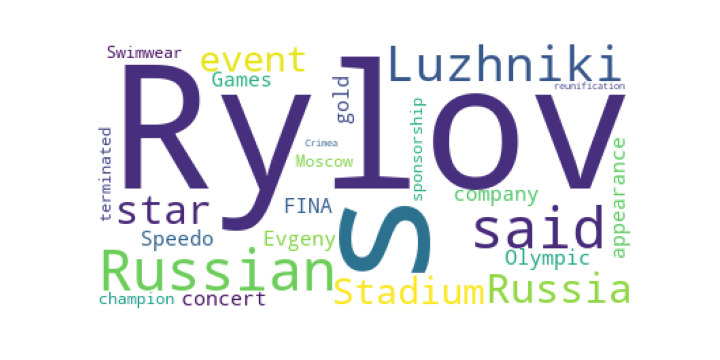 Swimwear
event
Luzhniki
Games
reunification
Rylov
gold
Crimea
Moscow
sponsorship
terminated
star
FINA
s
company
said
appearance
Speedo
Evgeny
Olympic
Russian
Stadium
Russia
champion
concert